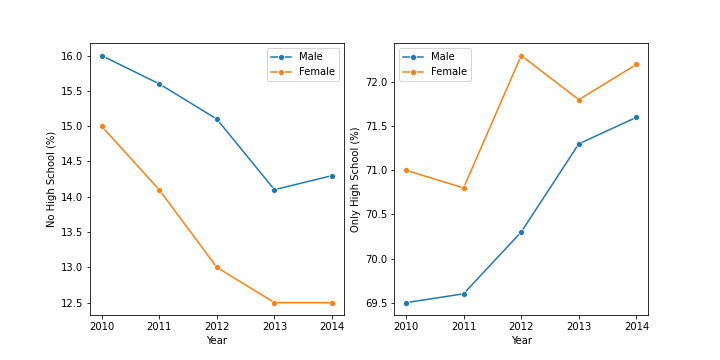 16.0
15.5
15.0
14.5
14.0
13.5
13.0
12.5
No High School (%)
Male
Female
2010 2011 2012 2013 2014
Year
72.0
71.5
71.0
70.5
70.0
69.5
Only High School (%)
Male
Female
2010 2011 2012 2013 2014
Year